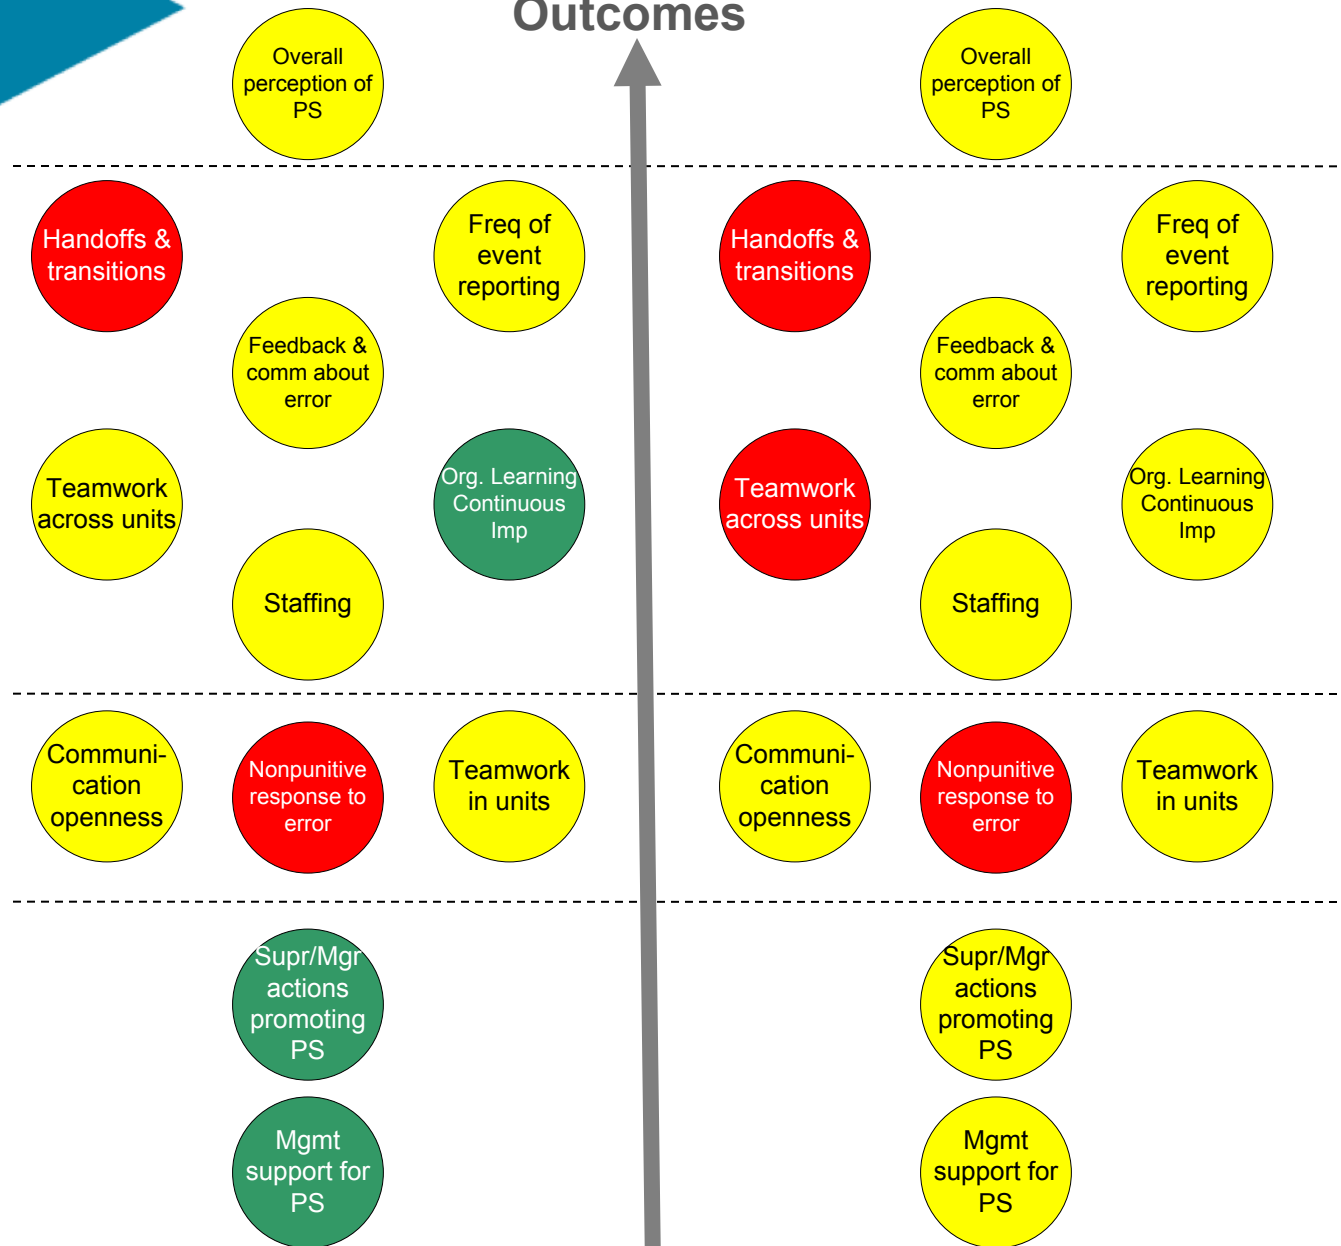 Outcomes
Overall
perception of
PS
Overall
perception of
PS
Handoffs &
transitions
Freq of
event
reporting
Handoffs &
transitions
Freq of
event
reporting
Feedback &
comm about
error
Feedback &
comm about
error
Teamwork
across units
Org. Learning
Continuous
Imp
Teamwork
across units
Org. Learning
Continuous
Imp
Staffing
Staffing
Communi-
cation
openness
Nonpunitive
response to
error
Teamwork
in units
Communi-
cation
openness
Nonpunitive
response to
error
Teamwork
in units
Supr/Mgr
actions
promoting
PS
Supr/Mgr
actions
promoting
PS
Mgmt
support for
PS
Mgmt
support for
PS